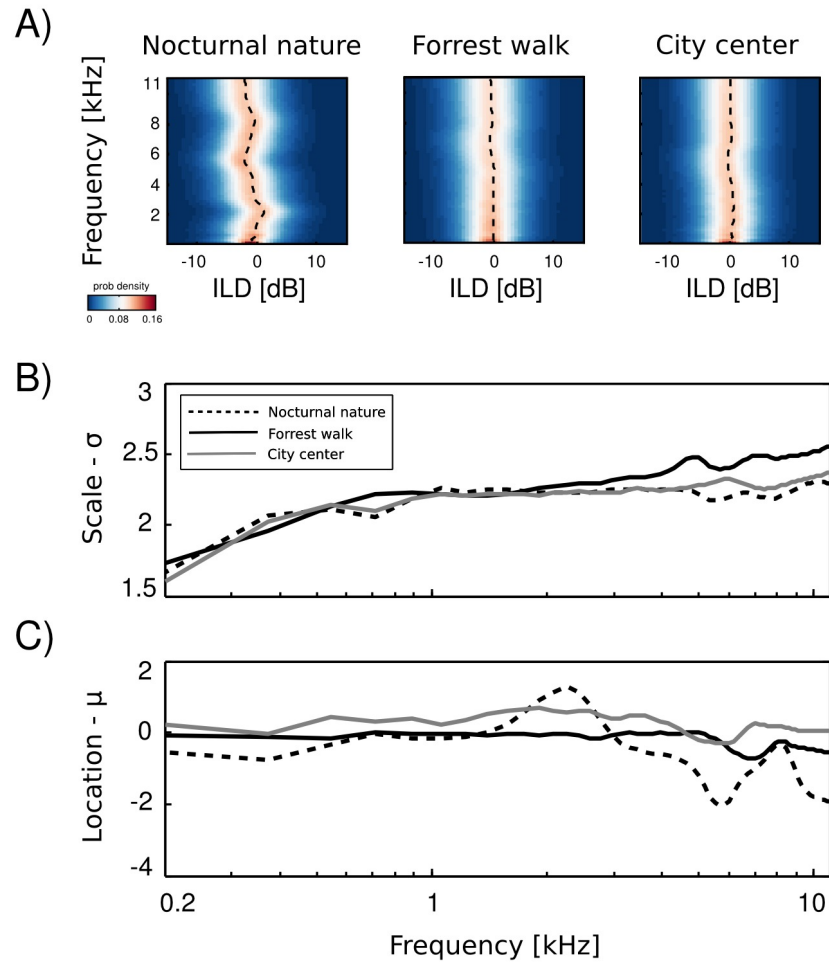 A)
Nocturnal nature
Forrest walk
City center
Frequency [kHz]
11
8
6
4
2
-10 0 10
-10 0 10
-10 0 10
ILD [dB]
ILD [dB]
ILD [dB]
prob density
0 0.08 0.16
B)
Scale - σ
3
2.5
2
1.5
Nocturnal nature
Forrest walk
City center
C)
Location - μ
2
0
-2
-4
0.2 1 10
Frequency [kHz]